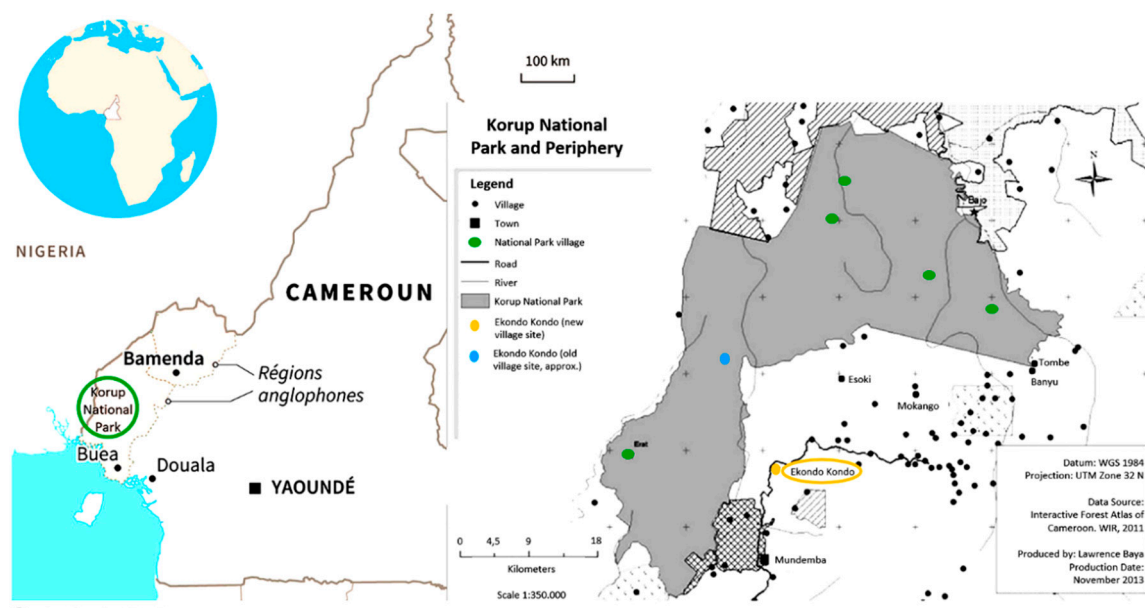 100 km
NIGERIA
CAMEROUN
Bamenda
Régions
anglophones
Korup
National
Park
Buea
Douala
YAOUNDÉ
Korup National
Park and Periphery
Legend
Village
Town
National Park village
Road
River
Korup National Park
Ekondo Kondo (new
village site)
Ekondo Kondo (old
village site, approx.)
0 4,5 9 18
Kilometers
Scale 1:350.000
N
Bajo
Tombe
Banyu
Esoki
Mokango
Erat
Ekondo Kondo
Mundemba
Datum: WGS 1984
Projection: UTM Zone 32 N
Data Source:
Interactive Forest Atlas of
Cameroon. WIR, 2011
Produced by: Lawrence Baya
Production Date:
November 2013